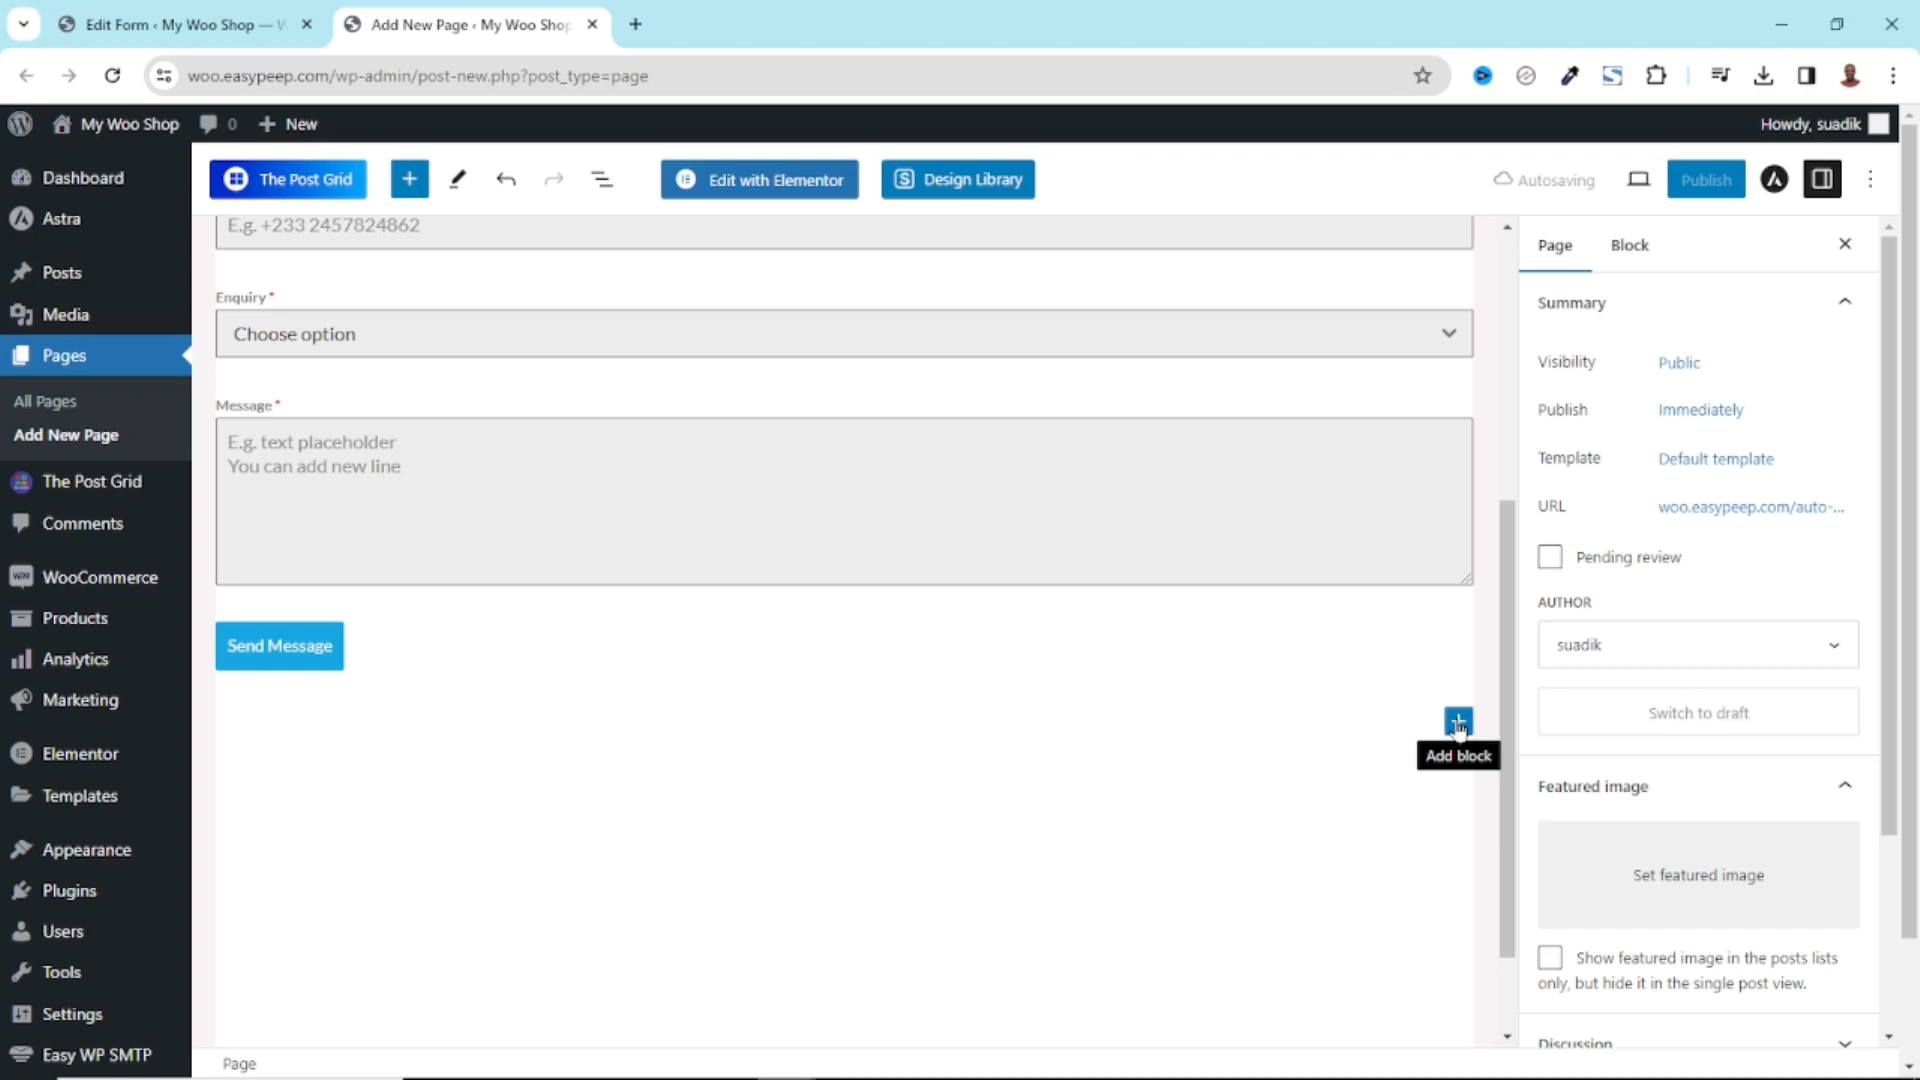 Edit Form ‹ My Woo Shop — W
Add New Page ‹ My Woo Shop
woo.easypeep.com/wp-admin/post-new.php?post_type=page
My Woo Shop
0
New
Howdy, suadik
Dashboard
Astra
Posts
Media
Pages
All Pages
Add New Page
The Post Grid
Comments
WooCommerce
Products
Analytics
Marketing
Elementor
Templates
Appearance
Plugins
Users
Tools
Settings
Easy WP SMTP
The Post Grid
Edit with Elementor
Design Library
Autosaving
Publish
E.g. +233 2457824862
Enquiry*
Choose option
Message*
E.g. text placeholder
You can add new line
Send Message
Add block
Page
Page
Block
Summary
Visibility
Public
Publish
Immediately
Template
Default template
URL
woo.easypeep.com/auto-...
Pending review
AUTHOR
suadik
Switch to draft
Featured image
Set featured image
Show featured image in the posts lists
only, but hide it in the single post view.
Discussion